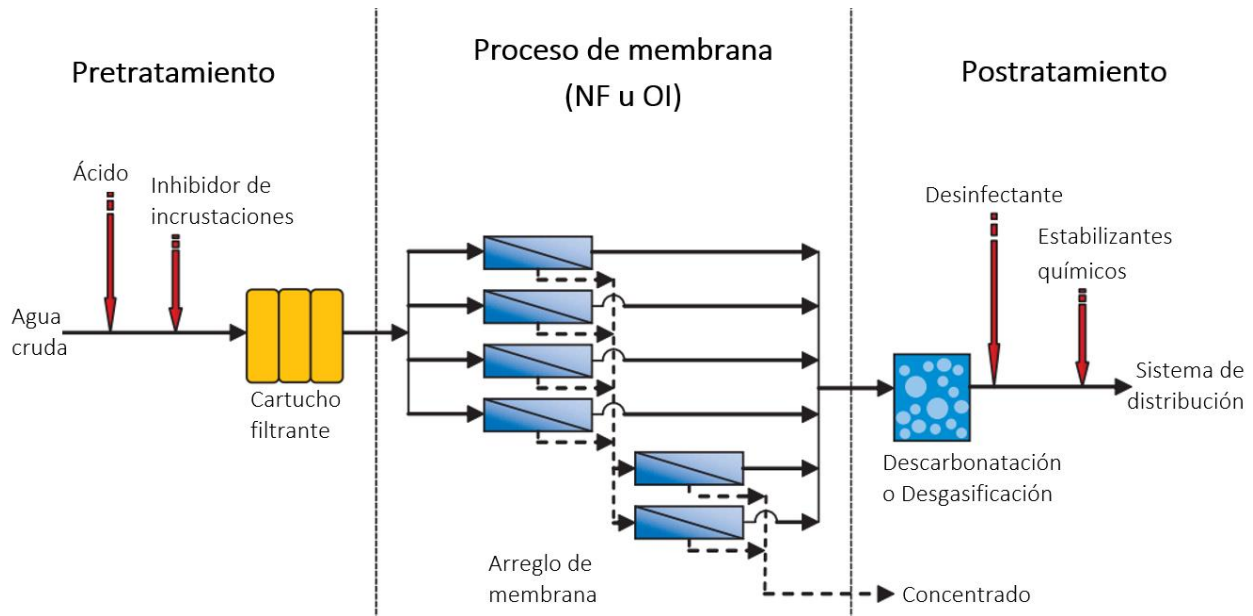 Pretratamiento
Proceso de membrana
(NF u OI)
Postratamiento
Ácido
Inhibidor de
incrustaciones
Agua
cruda
Cartucho
filtrante
Arreglo de
membrana
Desinfectante
Estabilizantes
químicos
Sistema de
distribución
Descarbonatación
o Desgasificación
Concentrado